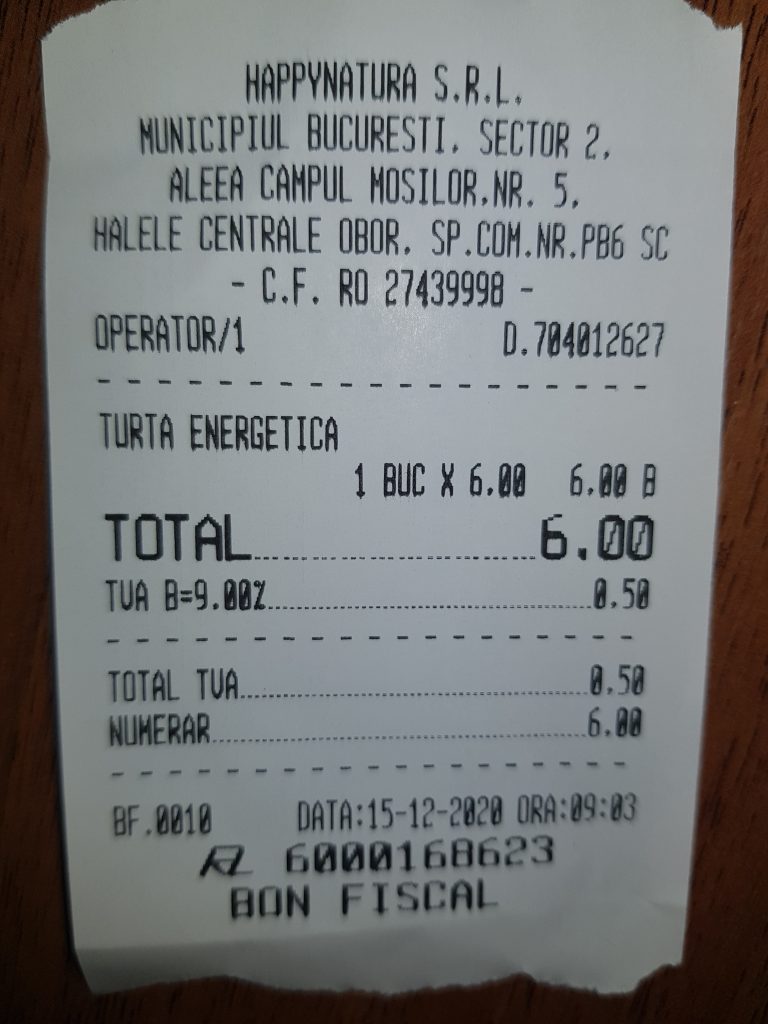 HAPPYNATURA S.R.L.
MUNICIPIUL BUCURESTI, SECTOR 2,
ALEEA CAMPUL MOSILOR,NR. 5,
HALELE CENTRALE OBOR, SP.COM.NR.PB6 SC
- C.F. RO 27439998 -
OPERATOR/1 D.704012627
TURTA ENERGETICA
1 BUC X 6.00 6.00 B
TOTAL 6.00
TVA B=9.00% 0.50
TOTAL TVA 0.50
NUMERAR 6.00
BF.0010 DATA:15-12-2020 ORA:09:03
6000168623
BON FISCAL